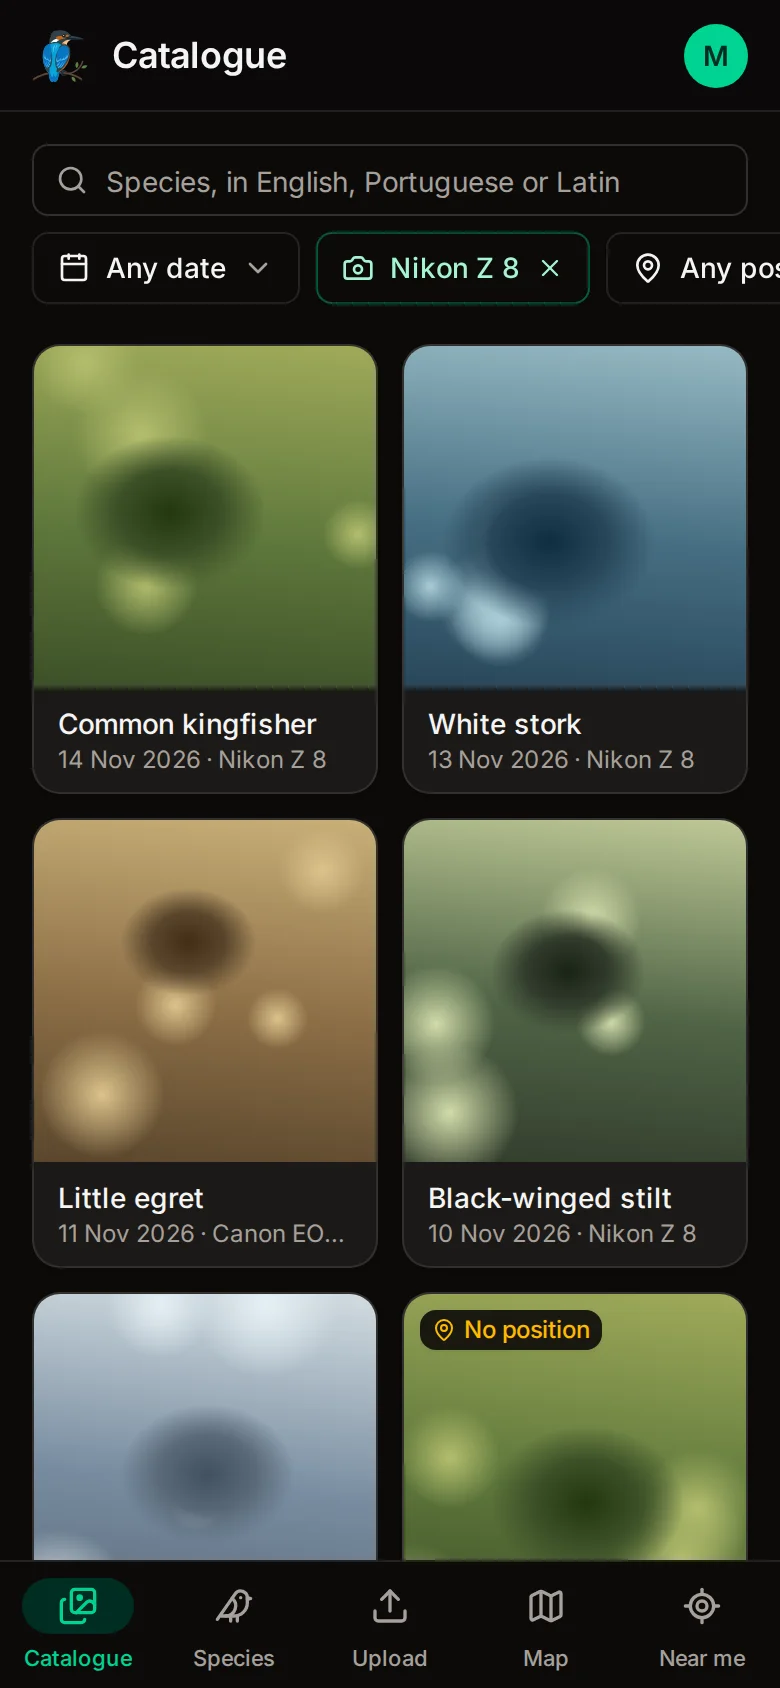 Catalogue
M
Species, in English, Portuguese or Latin
Any date
Nikon Z 8
Any pos
Common kingfisher
14 Nov 2026 · Nikon Z 8
White stork
13 Nov 2026 · Nikon Z 8
Little egret
11 Nov 2026 · Canon EO...
Black-winged stilt
10 Nov 2026 · Nikon Z 8
No position
Catalogue
Species
Upload
Map
Near me